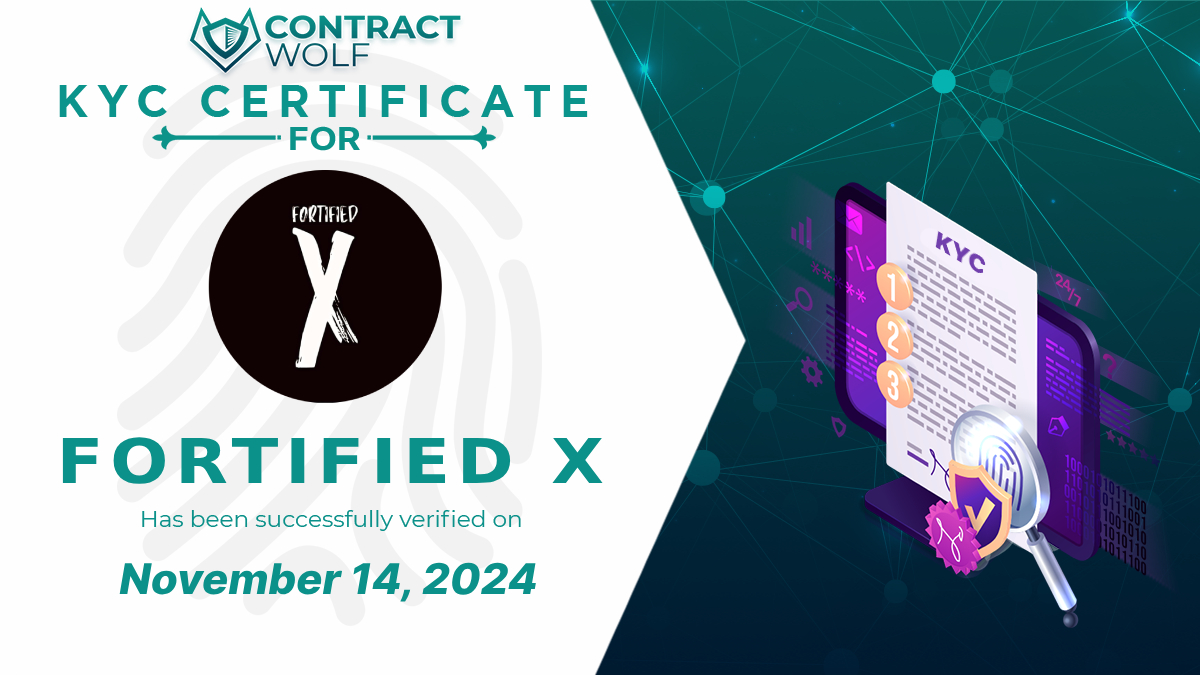 CONTRACT
WOLF
KYC CERTIFICATE
FOR
FORTIFIED
X
FORTIFIED X
Has been successfully verified on
November 14, 2024
KYC
1
2
3
24/7